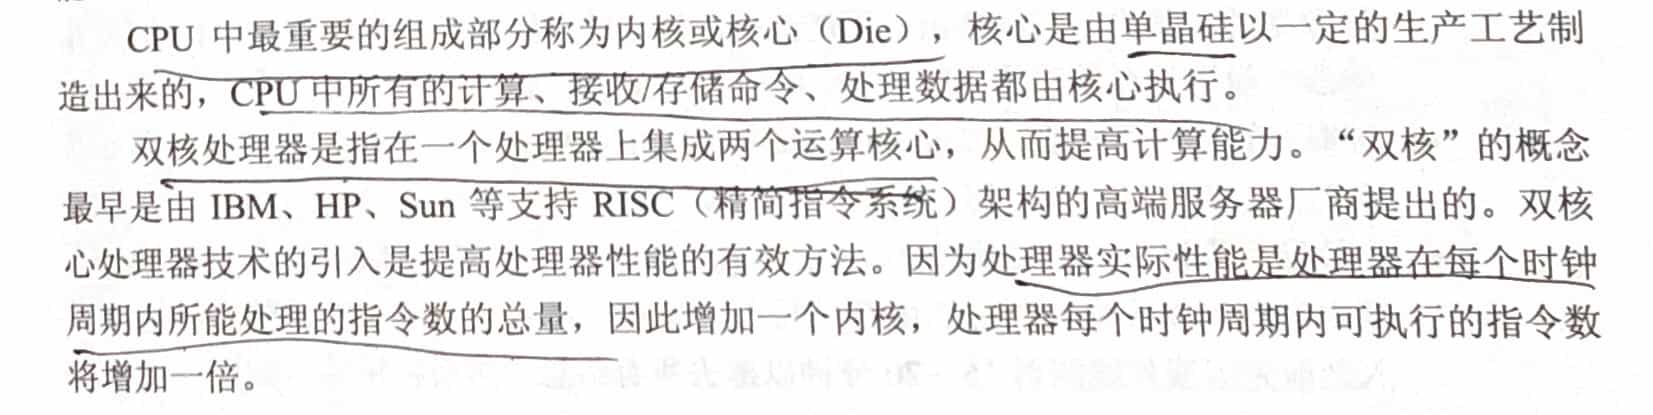 CPU 中最重要的组成部分称为内核或核心（Die），核心是由单晶硅以一定的生产工艺制
造出来的，CPU 中所有的计算、接收/存储命令、处理数据都由核心执行。
双核处理器是指在一个处理器上集成两个运算核心，从而提高计算能力。“双核”的概念
最早是由 IBM、HP、Sun 等支持 RISC（精简指令系统）架构的高端服务器厂商提出的。双核
心处理器技术的引入是提高处理器性能的有效方法。因为处理器实际性能是处理器在每个时钟
周期内所能处理的指令数的总量，因此增加一个内核，处理器每个时钟周期内可执行的指令数
将增加一倍。